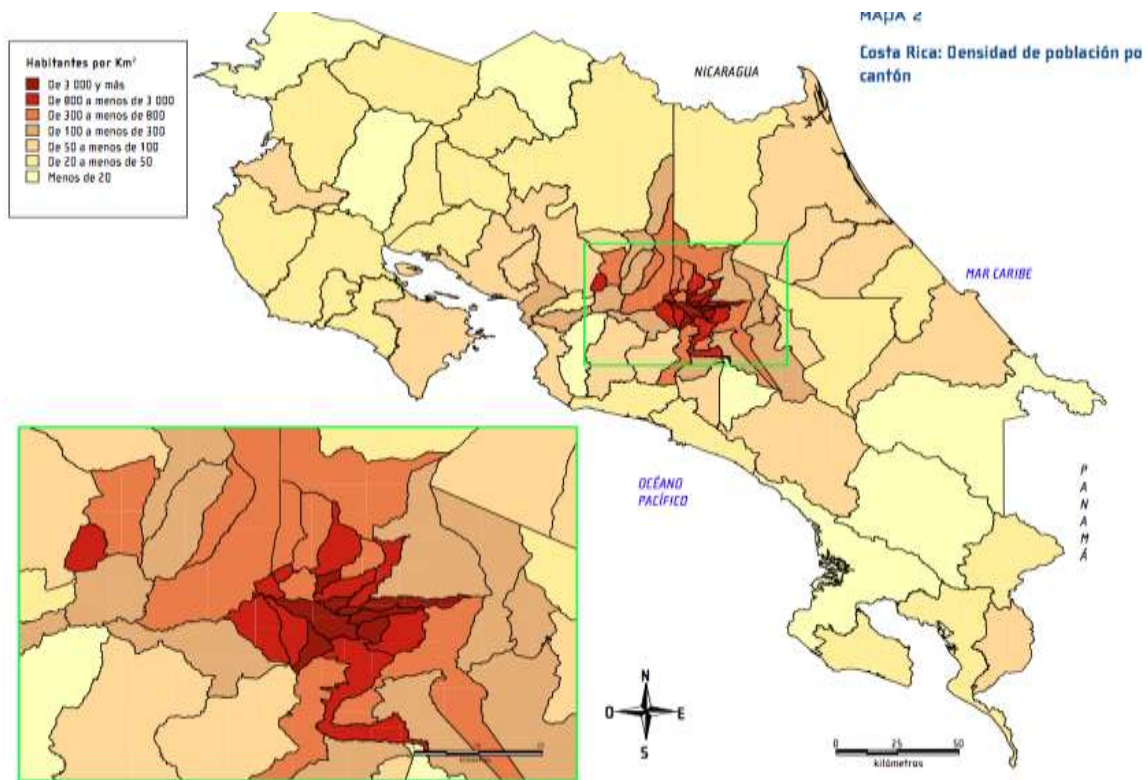 MAPA 2
Costa Rica: Densidad de población po
cantón
Habitantes por Km²
De 3 000 y más
De 800 a menos de 3 000
De 300 a menos de 800
De 100 a menos de 300
De 50 a menos de 100
De 20 a menos de 50
Menos de 20
NICARAGUA
MAR CARIBE
OCÉANO
PACÍFICO
PANAMÁ
N
O
E
S
0 25 50
kilómetros